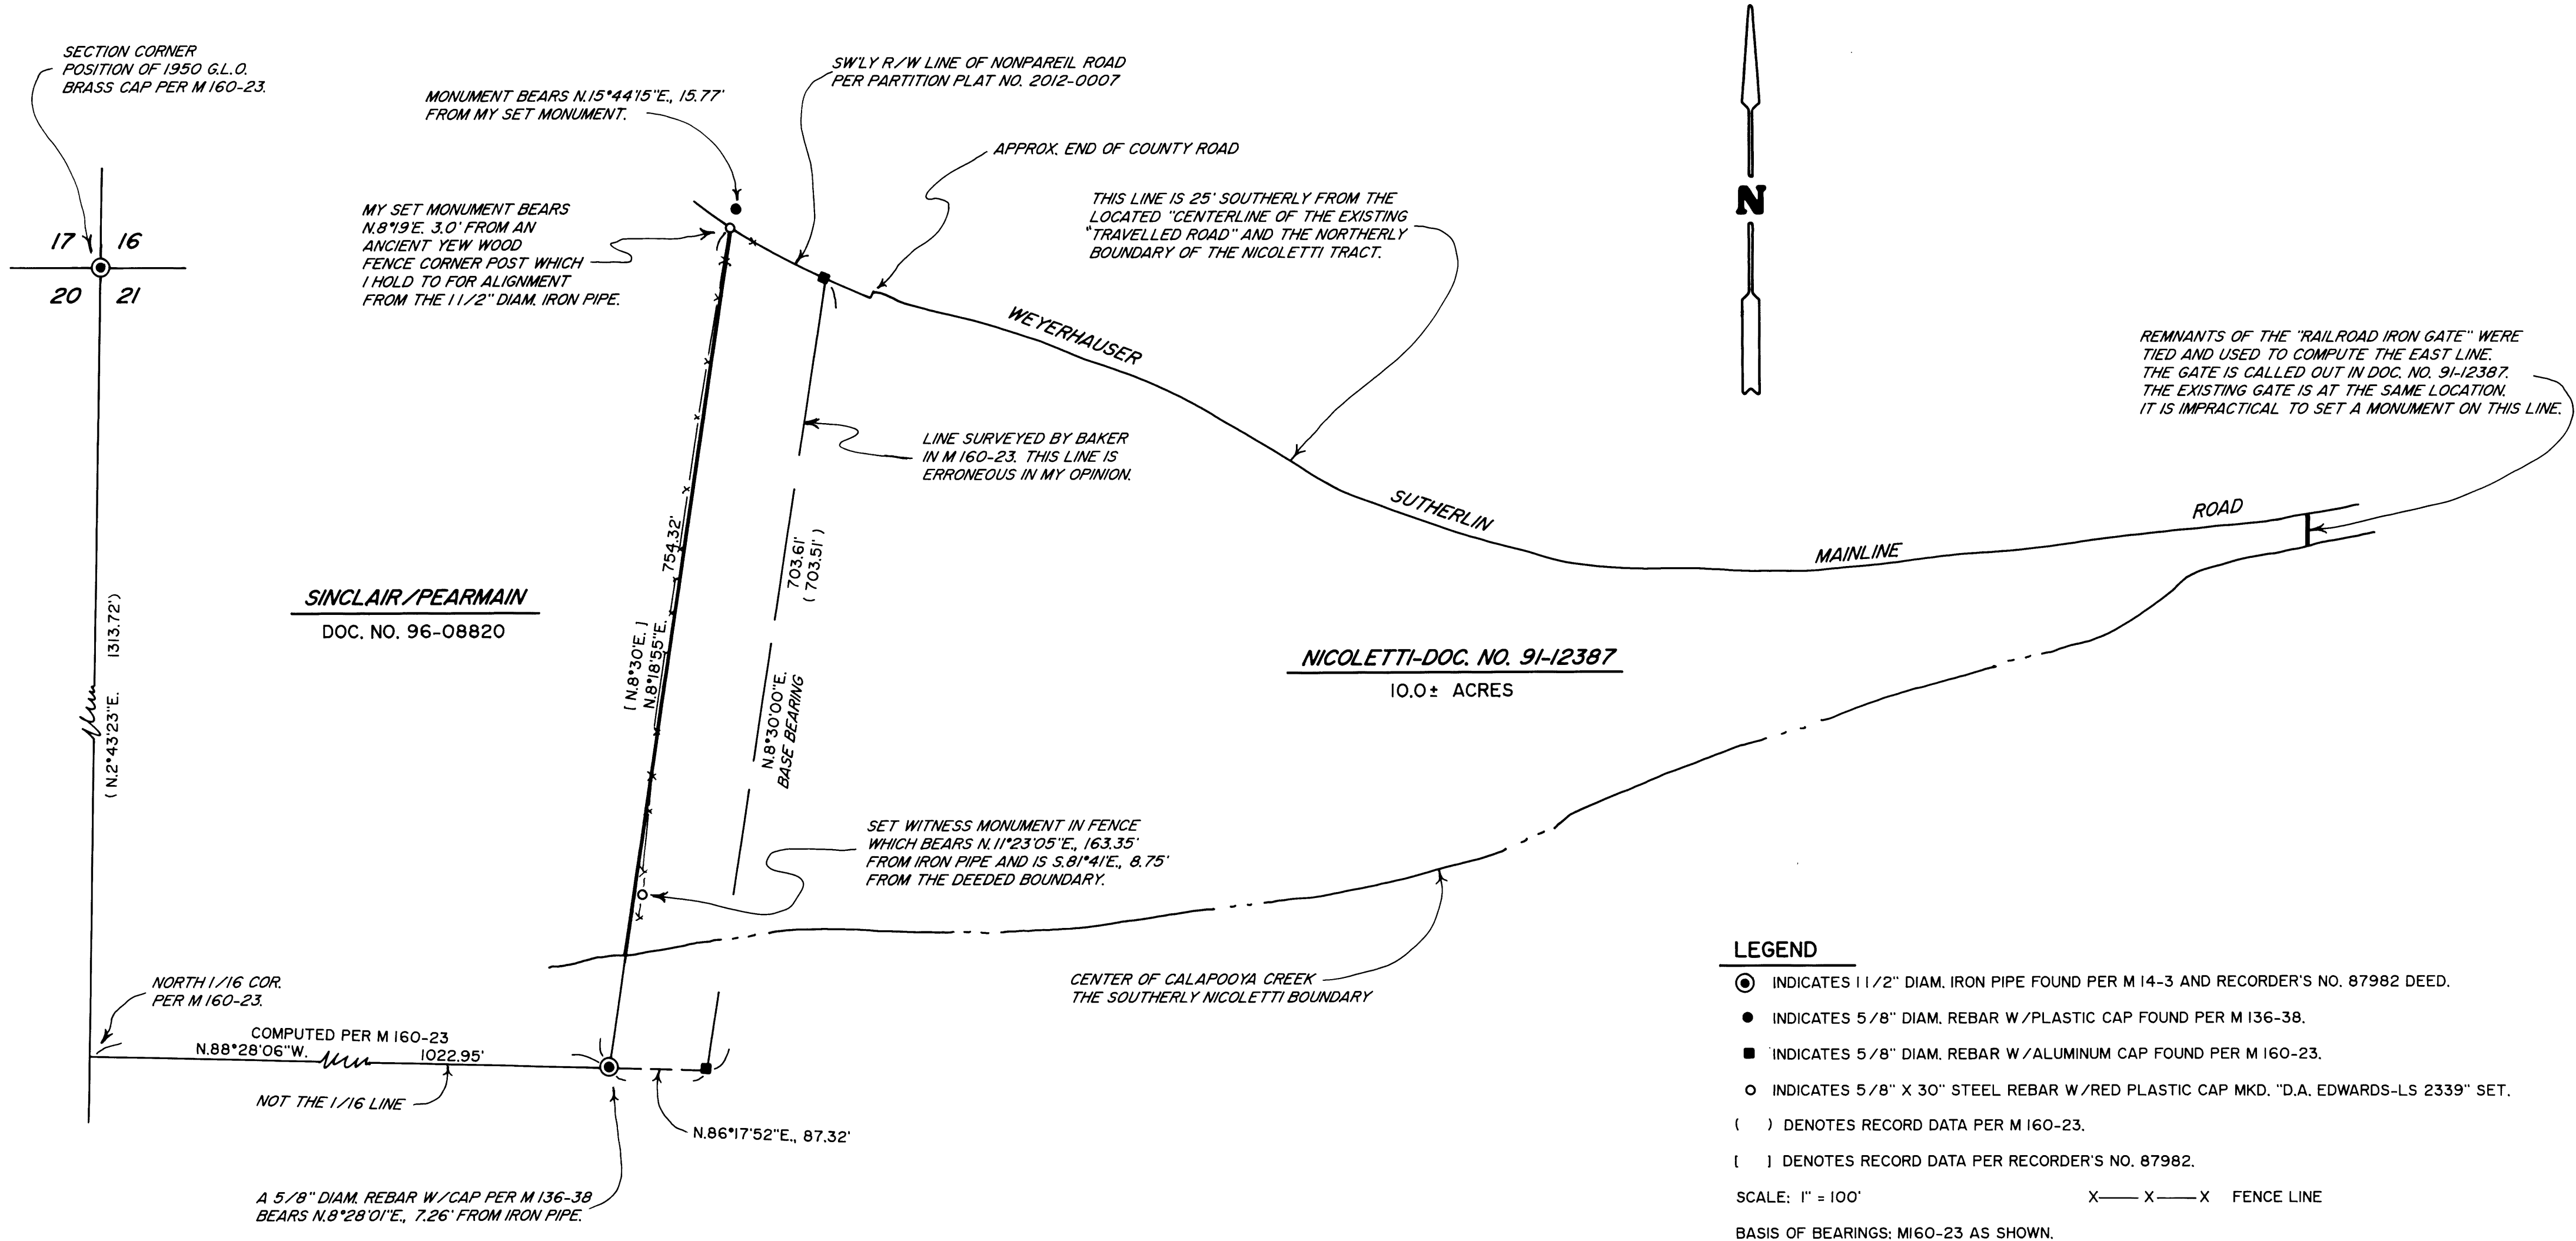 SECTION CORNER
POSITION OF 1950 G.L.O.
BRASS CAP PER M 160-23.
MONUMENT BEARS N.15°44'15"E., 15.77'
FROM MY SET MONUMENT.
SW'LY R/W LINE OF NONPAREIL ROAD
PER PARTITION PLAT NO. 2012-0007
APPROX. END OF COUNTY ROAD
THIS LINE IS 25' SOUTHERLY FROM THE
LOCATED "CENTERLINE OF THE EXISTING
"TRAVELLED ROAD" AND THE NORTHERLY
BOUNDARY OF THE NICOLETTI TRACT.
N
17 16
20 21
MY SET MONUMENT BEARS
N.8°19'E. 3.0' FROM AN
ANCIENT YEW WOOD
FENCE CORNER POST WHICH
I HOLD TO FOR ALIGNMENT
FROM THE 1 1/2" DIAM. IRON PIPE.
REMNANTS OF THE "RAILROAD IRON GATE" WERE
TIED AND USED TO COMPUTE THE EAST LINE.
THE GATE IS CALLED OUT IN DOC. NO. 91-12387.
THE EXISTING GATE IS AT THE SAME LOCATION.
IT IS IMPRACTICAL TO SET A MONUMENT ON THIS LINE.
WEYERHAUSER
SUTHERLIN
MAINLINE
ROAD
LINE SURVEYED BY BAKER
IN M 160-23. THIS LINE IS
ERRONEOUS IN MY OPINION.
(N.2°43'23"E. 1313.72')
SINCLAIR/PEARMAIN
DOC. NO. 96-08820
754.32'
[ N.8°30'E. ]
N.8°18'55"E.
703.61'
( 703.51' )
N.8°30'00"E.
BASE BEARING
NICOLETTI-DOC. NO. 91-12387
10.0± ACRES
SET WITNESS MONUMENT IN FENCE
WHICH BEARS N.11°23'05"E., 163.35'
FROM IRON PIPE AND IS S.81°41'E., 8.75'
FROM THE DEEDED BOUNDARY.
CENTER OF CALAPOOYA CREEK
THE SOUTHERLY NICOLETTI BOUNDARY
NORTH 1/16 COR.
PER M 160-23.
COMPUTED PER M 160-23
N.88°28'06"W. 1022.95'
NOT THE 1/16 LINE
N.86°17'52"E., 87.32'
A 5/8" DIAM. REBAR W/CAP PER M 136-38
BEARS N.8°28'01"E., 7.26' FROM IRON PIPE.
LEGEND
INDICATES 1 1/2" DIAM. IRON PIPE FOUND PER M 14-3 AND RECORDER'S NO. 87982 DEED.
INDICATES 5/8" DIAM. REBAR W/PLASTIC CAP FOUND PER M 136-38.
INDICATES 5/8" DIAM. REBAR W/ALUMINUM CAP FOUND PER M 160-23.
INDICATES 5/8" X 30" STEEL REBAR W/RED PLASTIC CAP MKD. "D.A. EDWARDS-LS 2339" SET.
( ) DENOTES RECORD DATA PER M 160-23.
[ ] DENOTES RECORD DATA PER RECORDER'S NO. 87982.
SCALE: 1" = 100' X—— X ——X FENCE LINE
BASIS OF BEARINGS: M160-23 AS SHOWN.